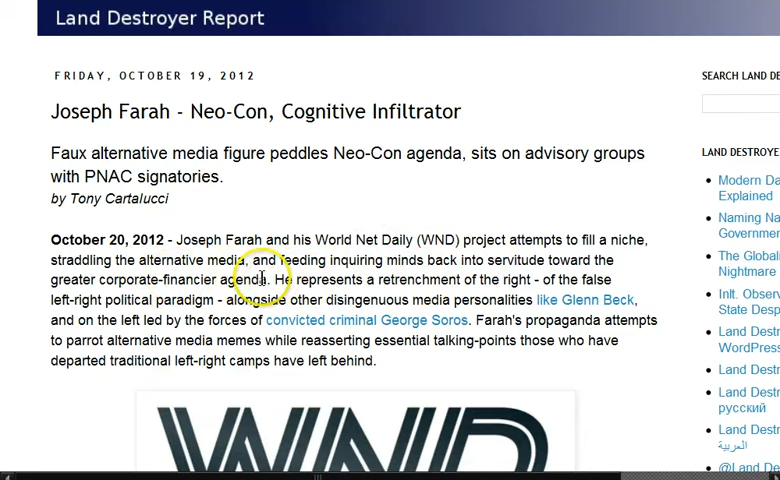 Land Destroyer Report
FRIDAY, OCTOBER 19, 2012
SEARCH LAND DE
Joseph Farah - Neo-Con, Cognitive Infiltrator
Faux alternative media figure peddles Neo-Con agenda, sits on advisory groups
with PNAC signatories.
by Tony Cartalucci
October 20, 2012 - Joseph Farah and his World Net Daily (WND) project attempts to fill a niche,
straddling the alternative media, and feeding inquiring minds back into servitude toward the
greater corporate-financier agenda. He represents a retrenchment of the right - of the false
left-right political paradigm - alongside other disingenuous media personalities like Glenn Beck,
and on the left led by the forces of convicted criminal George Soros. Farah's propaganda attempts
to parrot alternative media memes while reasserting essential talking-points those who have
departed traditional left-right camps have left behind.
WND
LAND DESTROYE
Modern Da
Explained
Naming Na
Governmen
The Globali
Nightmare
Inlt. Observ
State Desp
Land Destr
WordPress
Land Destr
Land Destr
русский
Land Destr
العربية
@Land De